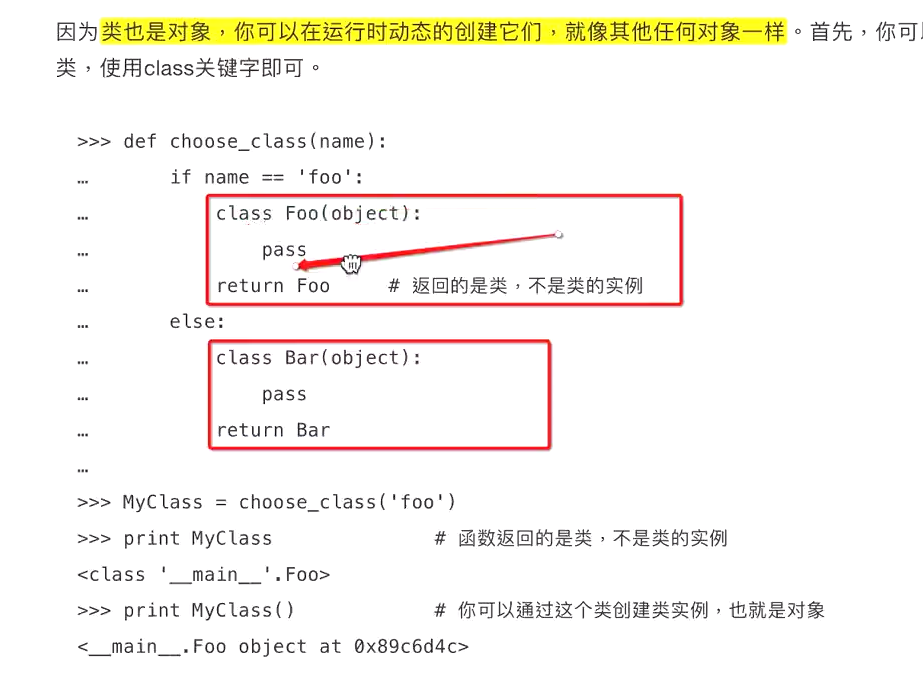 因为类也是对象，你可以在运行时动态的创建它们，就像其他任何对象一样。首先，你可
类，使用class关键字即可。
>>> def choose_class(name):
…       if name == 'foo':
…           class Foo(object):
…               pass
…           return Foo     # 返回的是类，不是类的实例
…       else:
…           class Bar(object):
…               pass
…           return Bar
…
>>> MyClass = choose_class('foo')
>>> print MyClass              # 函数返回的是类，不是类的实例
<class '__main__'.Foo>
>>> print MyClass()            # 你可以通过这个类创建类实例，也就是对象
<__main__.Foo object at 0x89c6d4c>